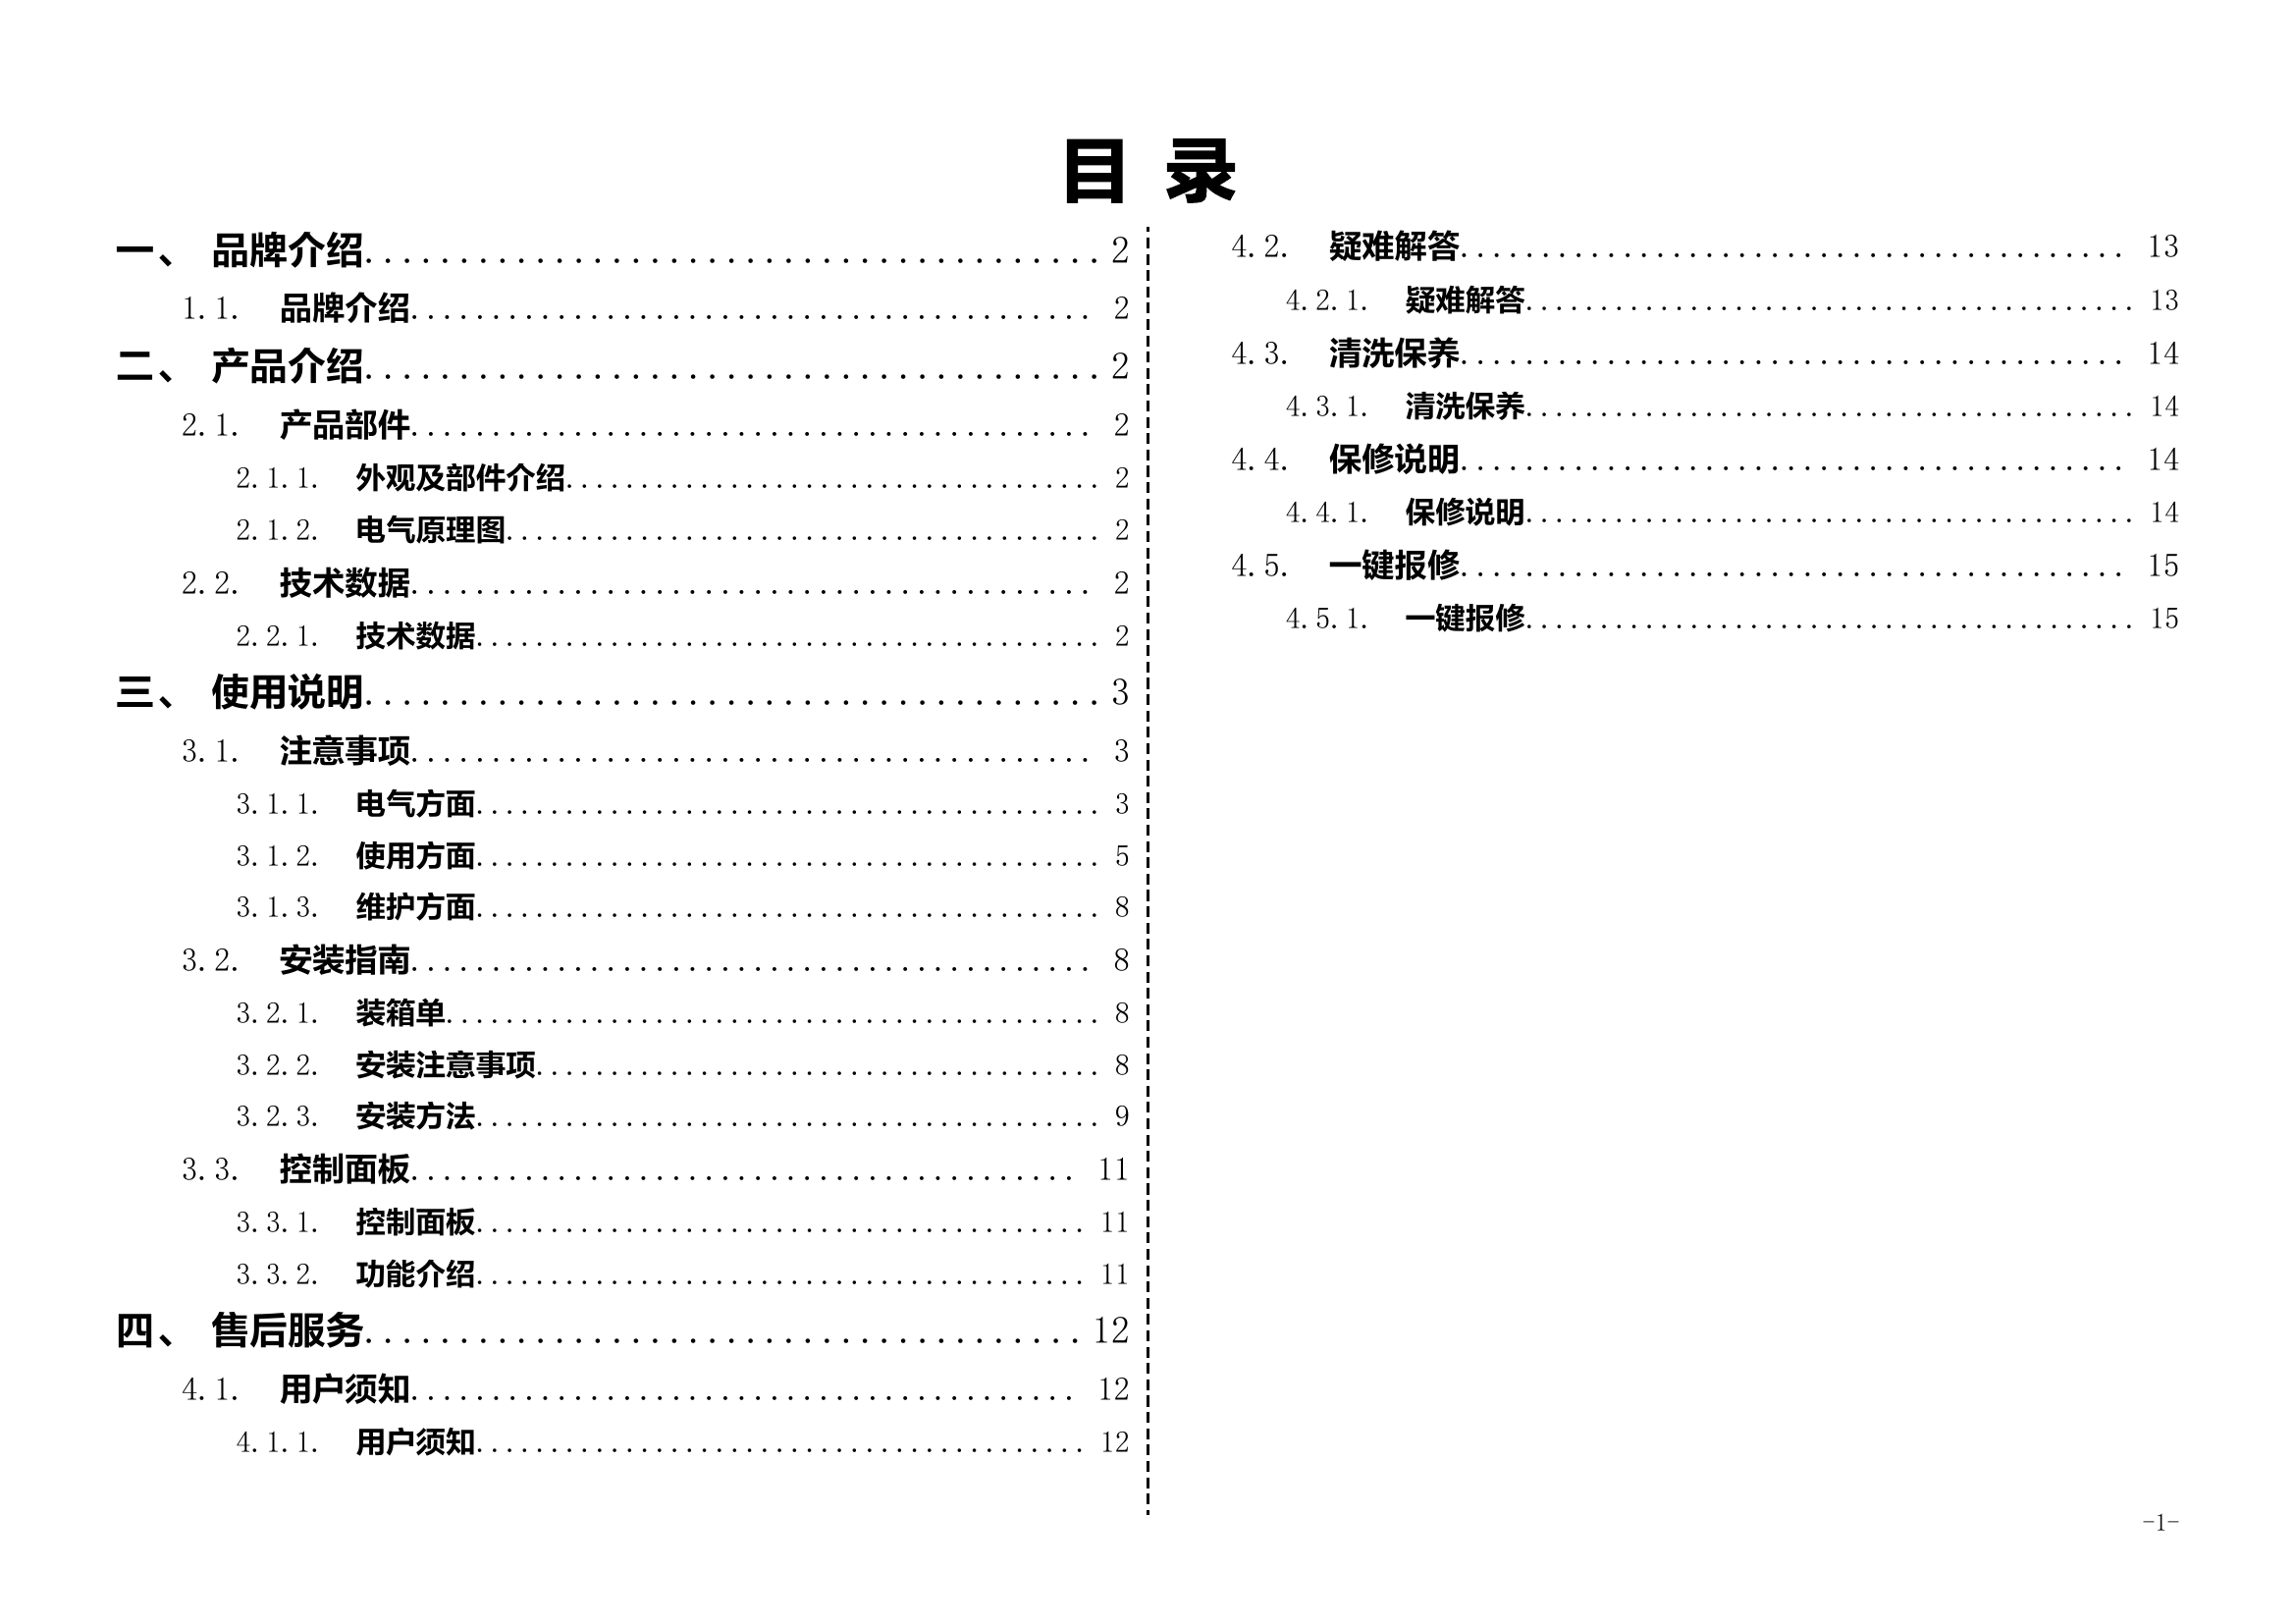 目 录
一、 品牌介绍......................................2
1.1. 品牌介绍.......................................... 2
二、 产品介绍......................................2
2.1. 产品部件.......................................... 2
2.1.1. 外观及部件介绍.................................... 2
2.1.2. 电气原理图........................................ 2
2.2. 技术数据.......................................... 2
2.2.1. 技术数据.......................................... 2
三、 使用说明......................................3
3.1. 注意事项.......................................... 3
3.1.1. 电气方面.......................................... 3
3.1.2. 使用方面.......................................... 5
3.1.3. 维护方面.......................................... 8
3.2. 安装指南.......................................... 8
3.2.1. 装箱单............................................ 8
3.2.2. 安装注意事项...................................... 8
3.2.3. 安装方法.......................................... 9
3.3. 控制面板......................................... 11
3.3.1. 控制面板......................................... 11
3.3.2. 功能介绍......................................... 11
四、 售后服务.....................................12
4.1. 用户须知......................................... 12
4.1.1. 用户须知......................................... 12
4.2. 疑难解答......................................... 13
4.2.1. 疑难解答......................................... 13
4.3. 清洗保养......................................... 14
4.3.1. 清洗保养......................................... 14
4.4. 保修说明......................................... 14
4.4.1. 保修说明......................................... 14
4.5. 一键报修......................................... 15
4.5.1. 一键报修......................................... 15
-1-